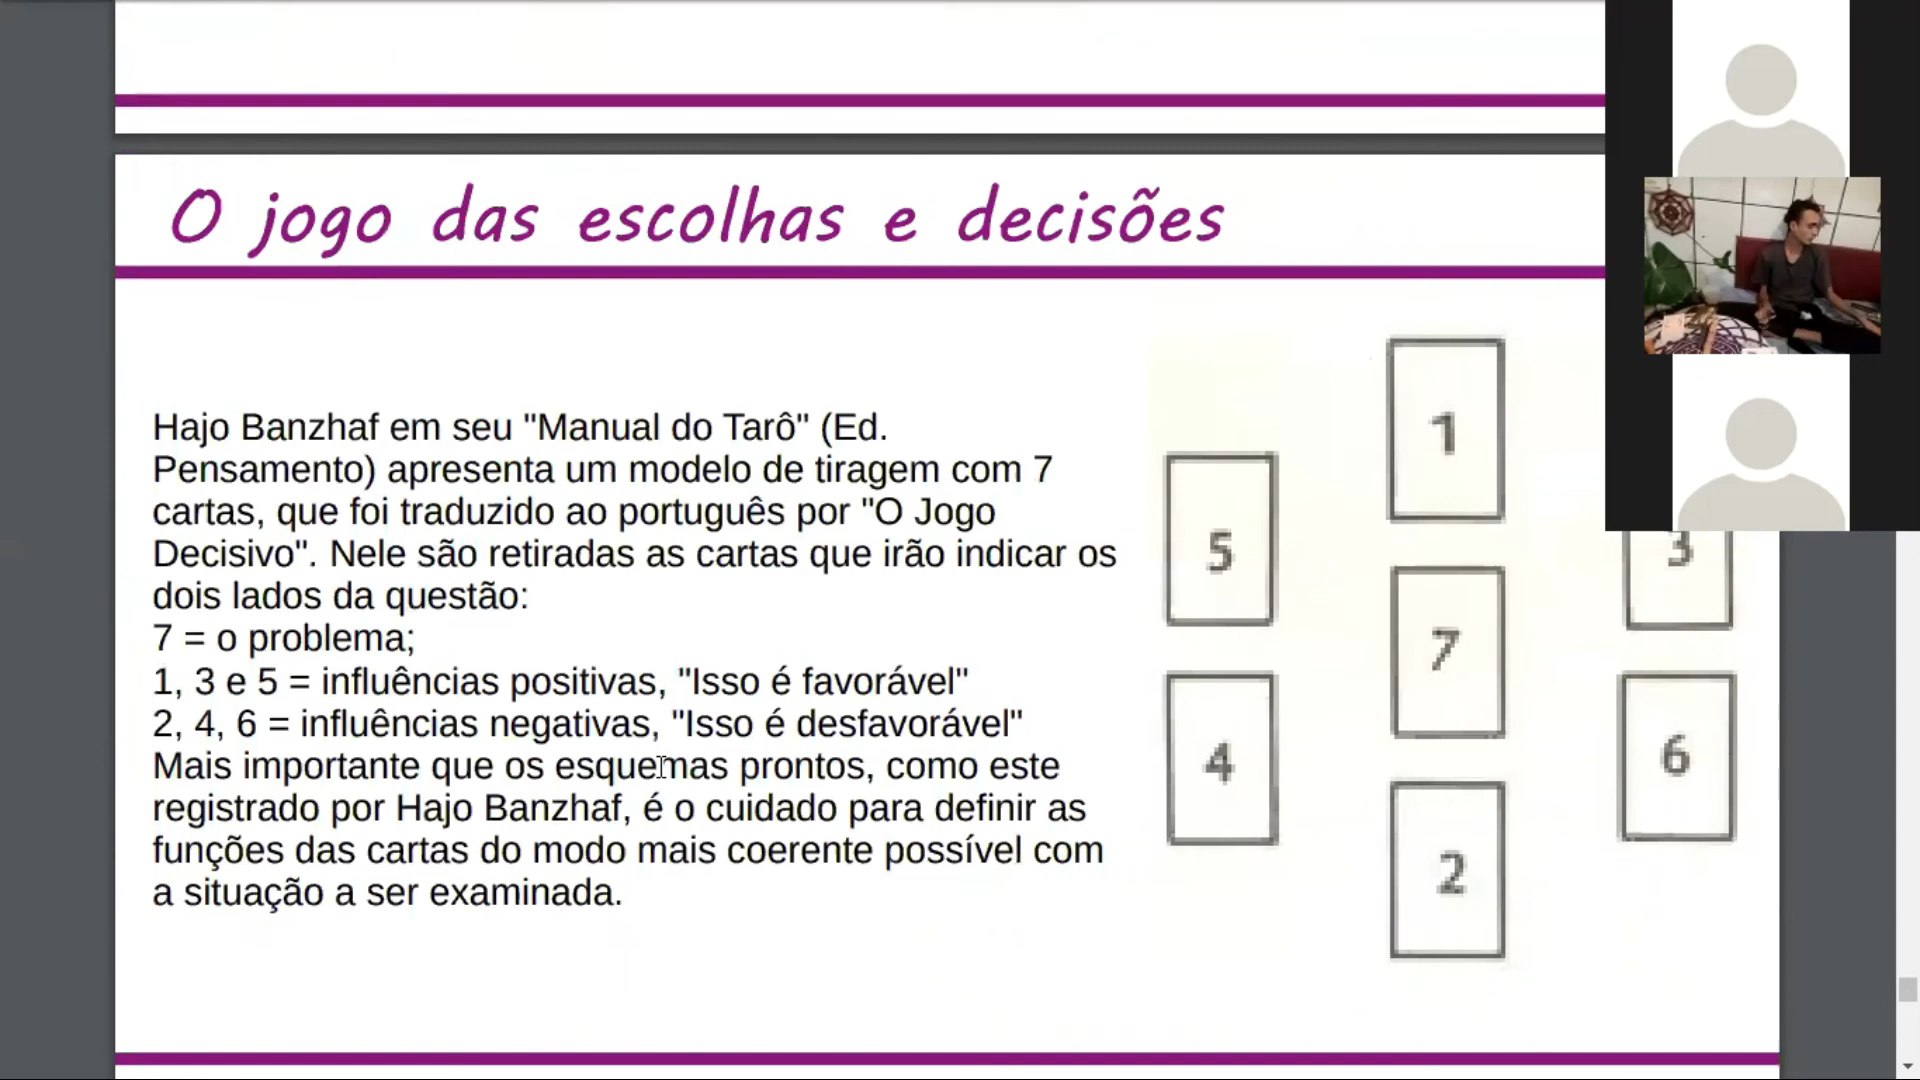 O jogo das escolhas e decisões
Hajo Banzhaf em seu "Manual do Tarô" (Ed.
Pensamento) apresenta um modelo de tiragem com 7
cartas, que foi traduzido ao português por "O Jogo
Decisivo". Nele são retiradas as cartas que irão indicar os
dois lados da questão:
7 = o problema;
1, 3 e 5 = influências positivas, "Isso é favorável"
2, 4, 6 = influências negativas, "Isso é desfavorável"
Mais importante que os esquemas prontos, como este
registrado por Hajo Banzhaf, é o cuidado para definir as
funções das cartas do modo mais coerente possível com
a situação a ser examinada.
1
5
3
7
4
6
2